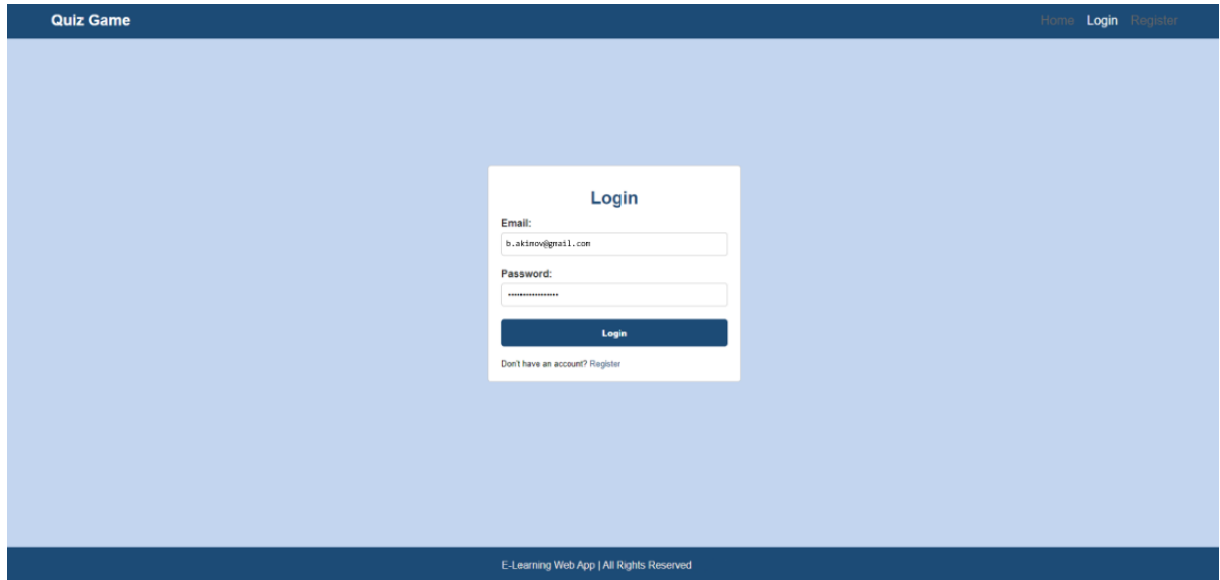 Quiz Game
Home Login Register
Login
Email:
b.akimov@gmail.com
Password:
Login
Don't have an account? Register
E-Learning Web App | All Rights Reserved